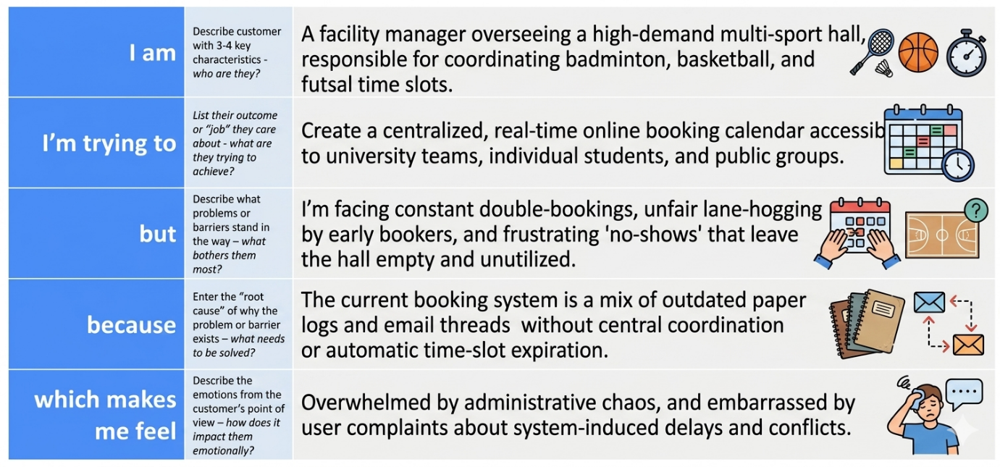 I am
Describe customer
with 3-4 key
characteristics -
who are they?
A facility manager overseeing a high-demand multi-sport hall,
responsible for coordinating badminton, basketball, and
futsal time slots.
I'm trying to
List their outcome
or "job" they care
about - what are
they trying to
achieve?
Create a centralized, real-time online booking calendar accessib
to university teams, individual students, and public groups.
but
Describe what
problems or
barriers stand in
the way – what
bothers them
most?
I'm facing constant double-bookings, unfair lane-hogging
by early bookers, and frustrating 'no-shows' that leave
the hall empty and unutilized.
?
because
Enter the "root
cause" of why the
problem or barrier
exists – what needs
to be solved?
The current booking system is a mix of outdated paper
logs and email threads  without central coordination
or automatic time-slot expiration.
which makes
me feel
Describe the
emotions from the
customer's point of
view – how does it
impact them
emotionally?
Overwhelmed by administrative chaos, and embarrassed by
user complaints about system-induced delays and conflicts.